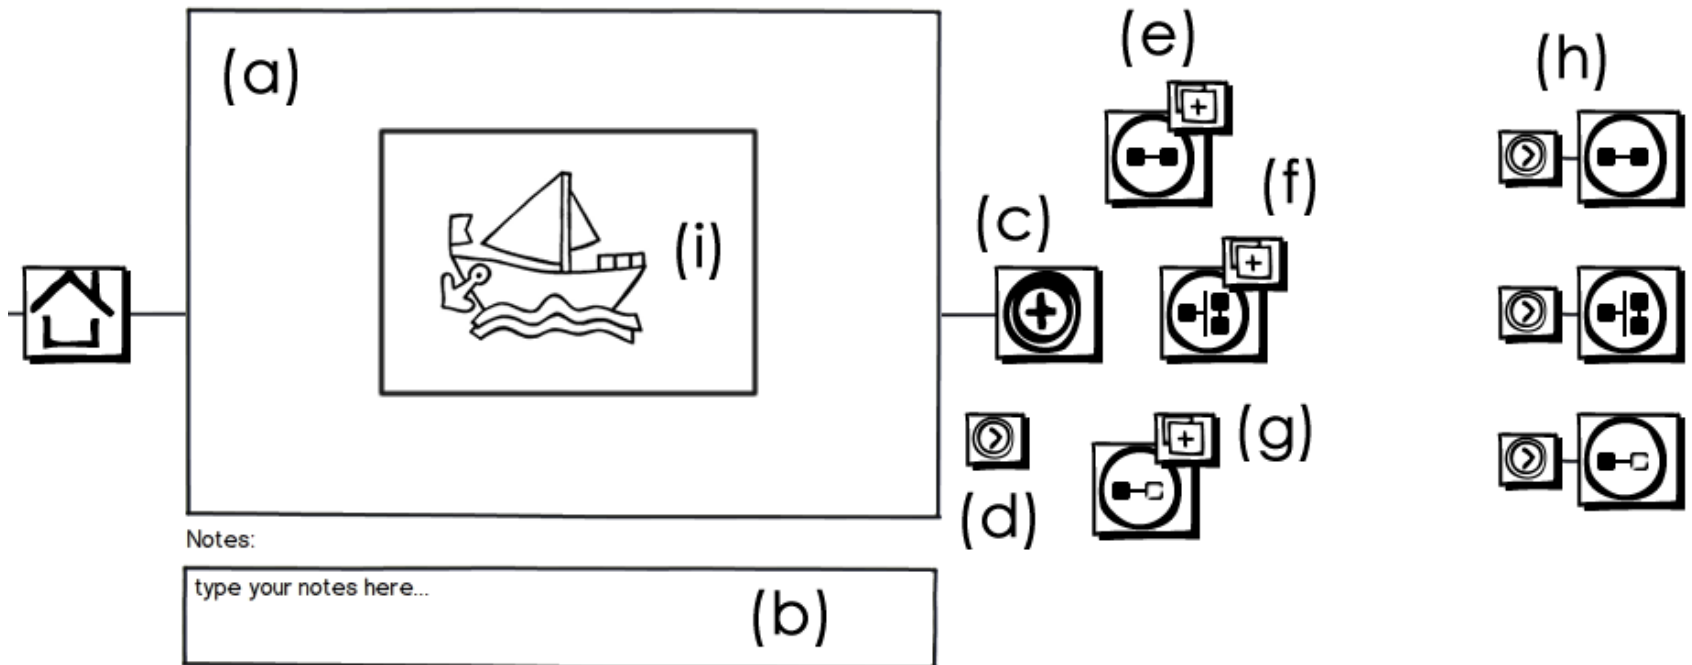 (a)
(e)
(h)
(f)
(c)
(i)
(g)
(d)
Notes:
type your notes here...
(b)